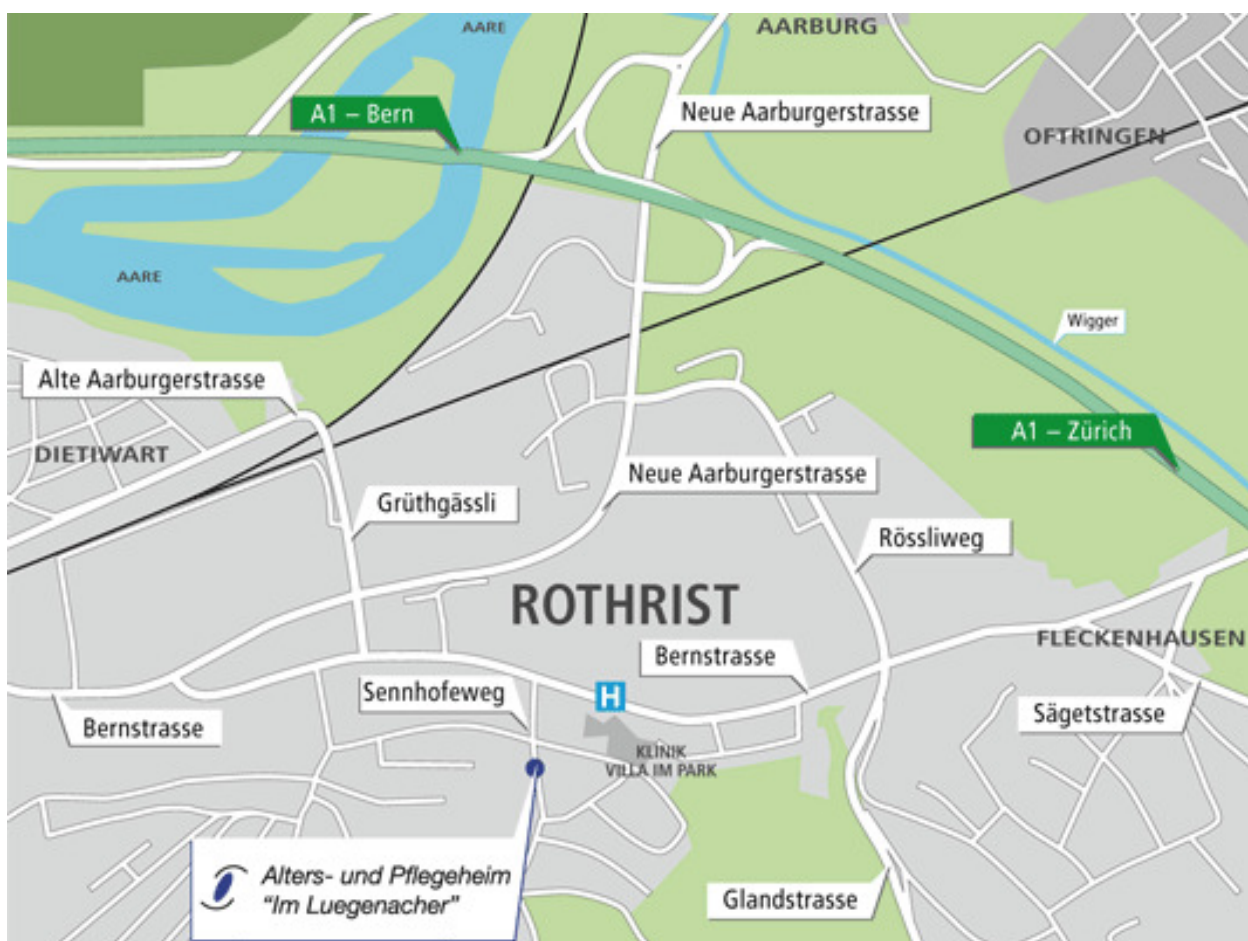 AARE
AARBURG
A1 – Bern
Neue Aarburgerstrasse
OFTRINGEN
AARE
Wigger
Alte Aarburgerstrasse
A1 – Zürich
DIETIWART
Neue Aarburgerstrasse
Grüthgässli
Rössliweg
ROTHRIST
FLECKENHAUSEN
Bernstrasse
Sennhofeweg
H
Bernstrasse
Sägetstrasse
KLINIK
VILLA IM PARK
Alters- und Pflegeheim
"Im Luegenacher"
Glandstrasse